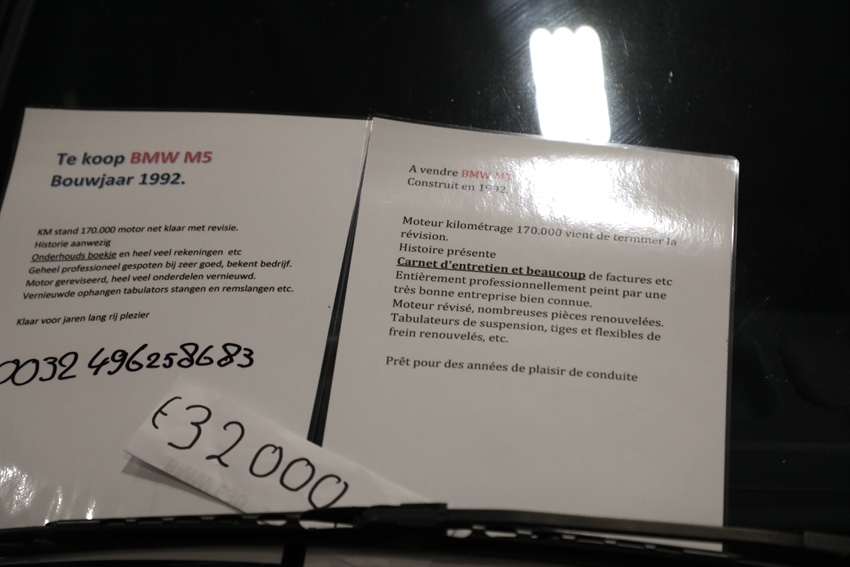 Te koop BMW M5
Bouwjaar 1992.
KM stand 170.000 motor net klaar met revisie.
Historie aanwezig
Onderhouds boekje en heel veel rekeningen etc
Geheel professioneel gespoten bij zeer goed, bekent bedrijf.
Motor gereviseerd, heel veel onderdelen vernieuwd.
Vernieuwde ophangen tabulators stangen en remslangen etc.
Klaar voor jaren lang rij plezier
0032 496258683
€32000
A vendre BMW M5
Construit en 1992.
Moteur kilométrage 170.000 vient de terminer la
révision.
Histoire présente
Carnet d'entretien et beaucoup de factures etc
Entièrement professionnellement peint par une
très bonne entreprise bien connue.
Moteur révisé, nombreuses pièces renouvelées.
Tabulateurs de suspension, tiges et flexibles de
frein renouvelés, etc.
Prêt pour des années de plaisir de conduite